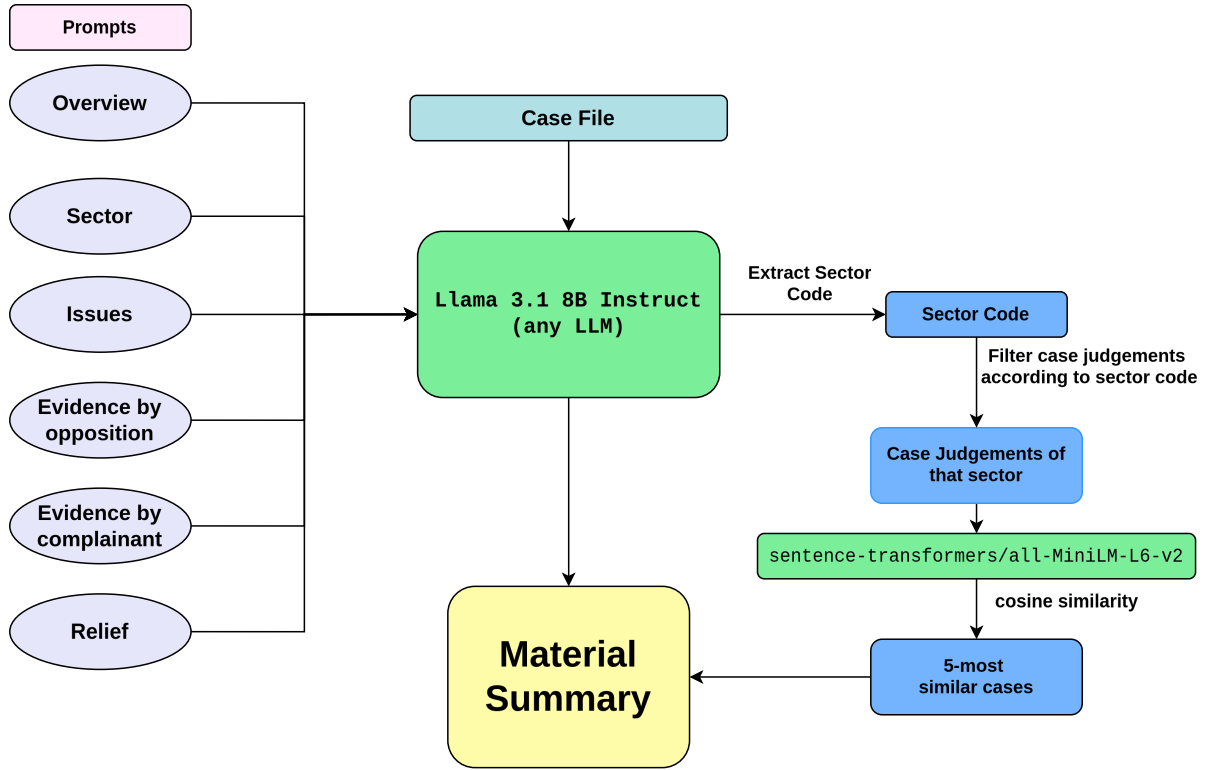 Prompts
Overview
Sector
Issues
Evidence by
opposition
Evidence by
complainant
Relief
Case File
Llama 3.1 8B Instruct
(any LLM)
Extract Sector
Code
Sector Code
Filter case judgements
according to sector code
Case Judgements of
that sector
sentence-transformers/all-MiniLM-L6-v2
cosine similarity
5-most
similar cases
Material
Summary